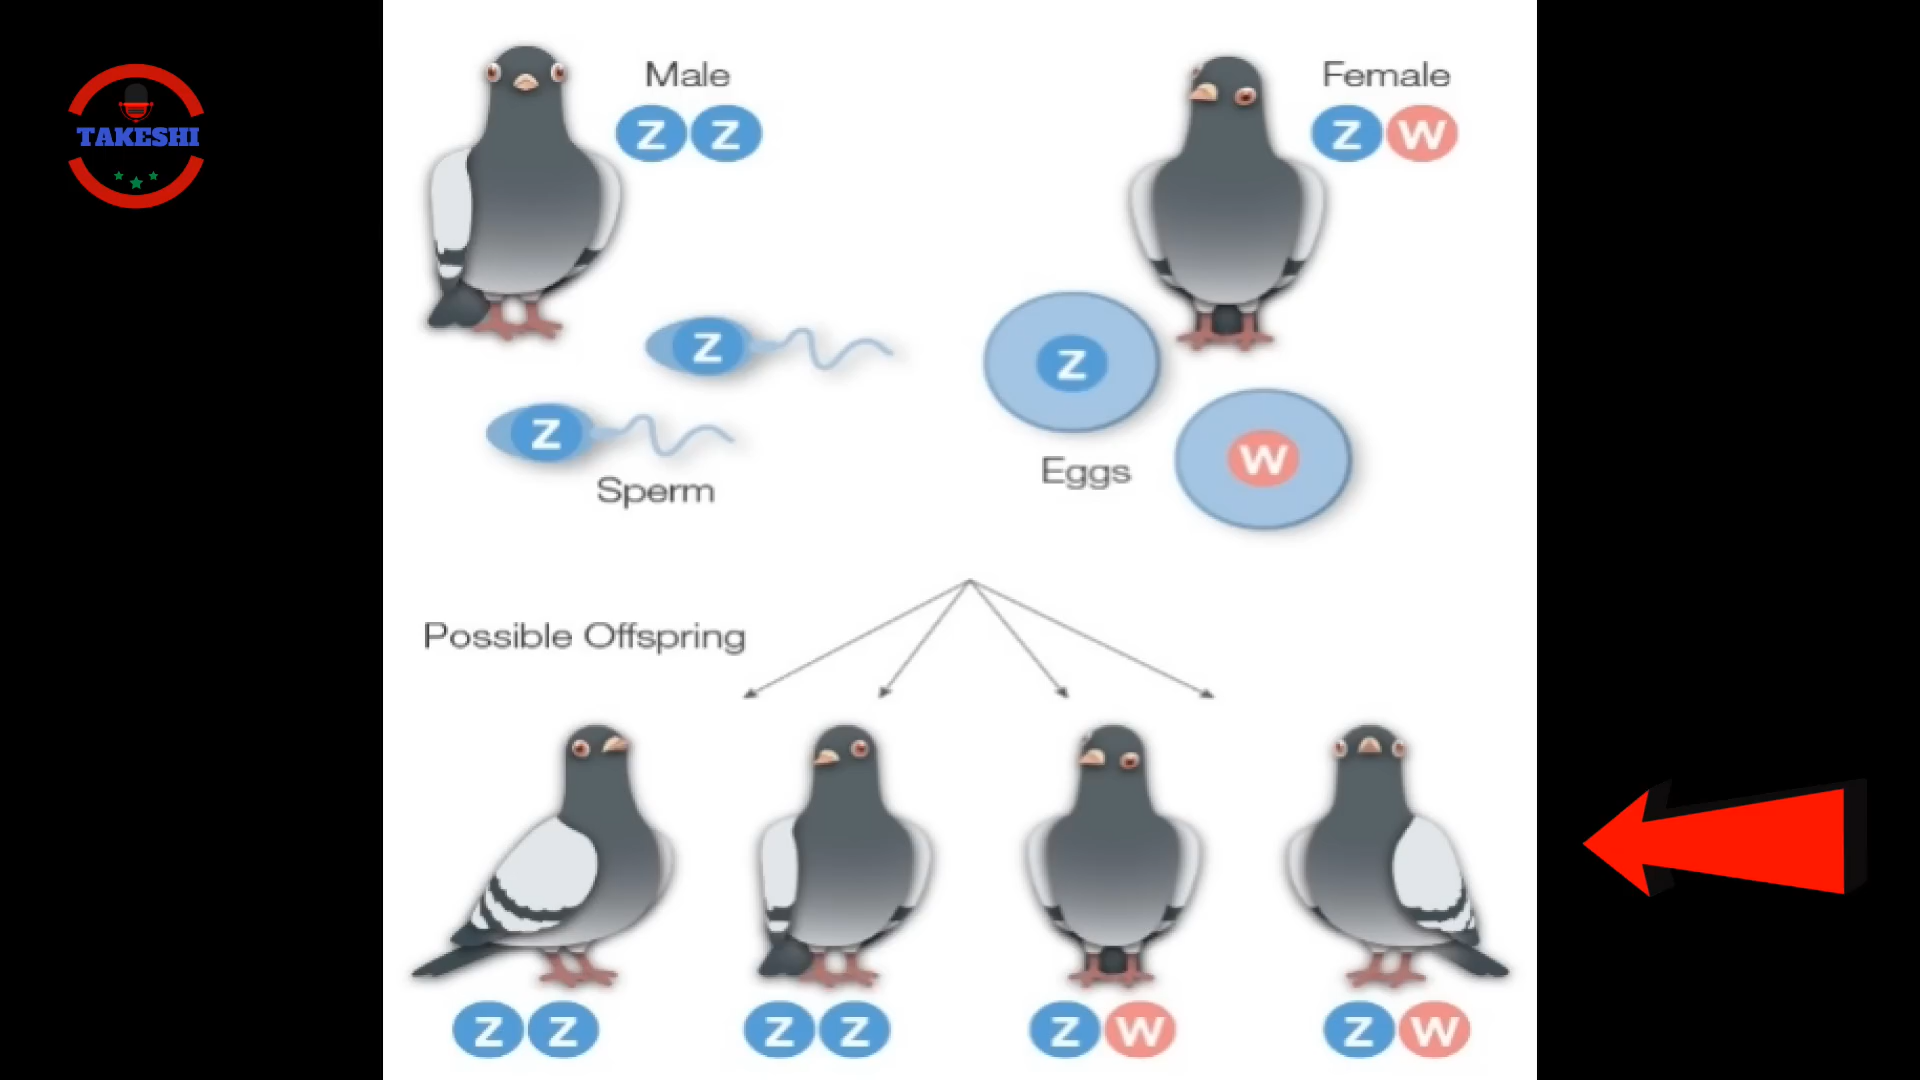 TAKESHI
Male
Z Z
Female
Z W
Z
Z
Sperm
Z
W
Eggs
Possible Offspring
Z Z
Z Z
Z W
Z W